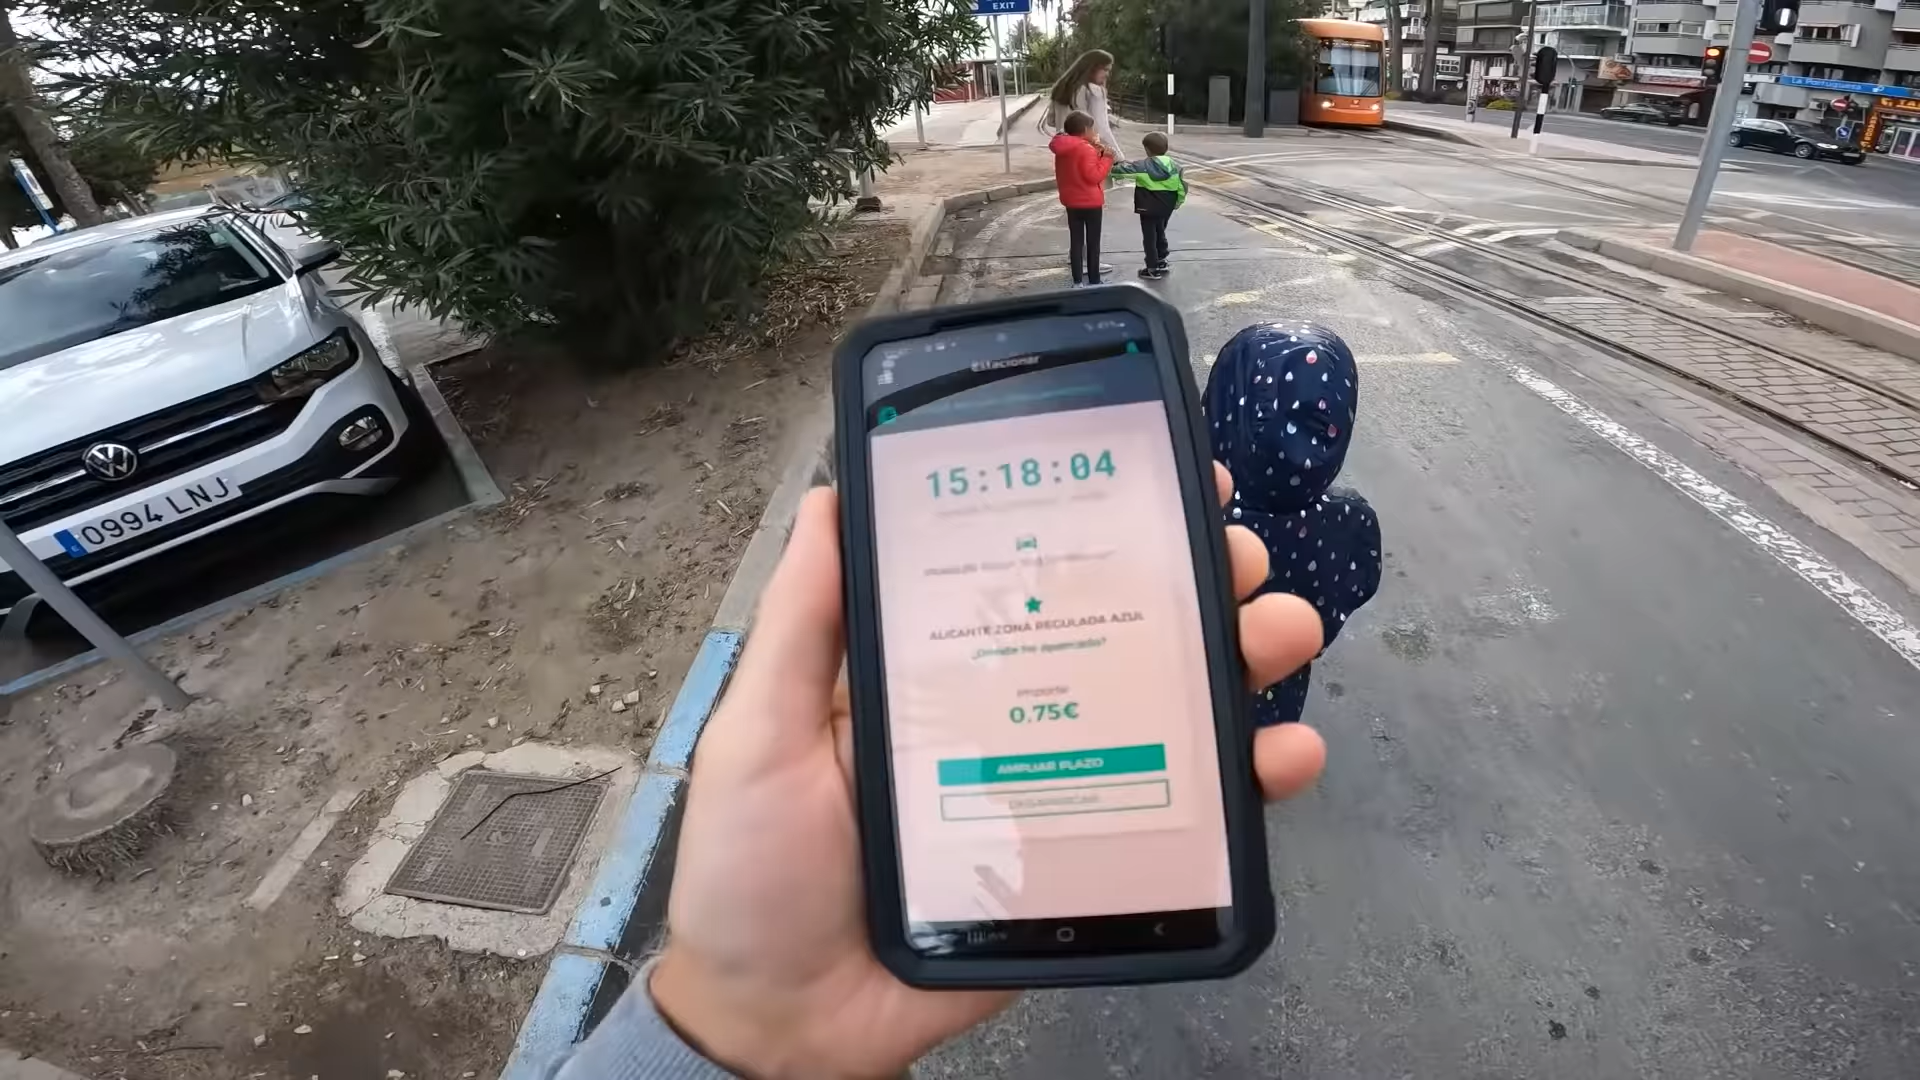 EXIT
La Portuguesa
0994 LNJ
Estacionar
15:18:04
ALICANTE ZONA REGULADA AZUL
¿Dónde he aparcado?
Importe
0.75€
AMPLIAR PLAZO
DESAPARCAR